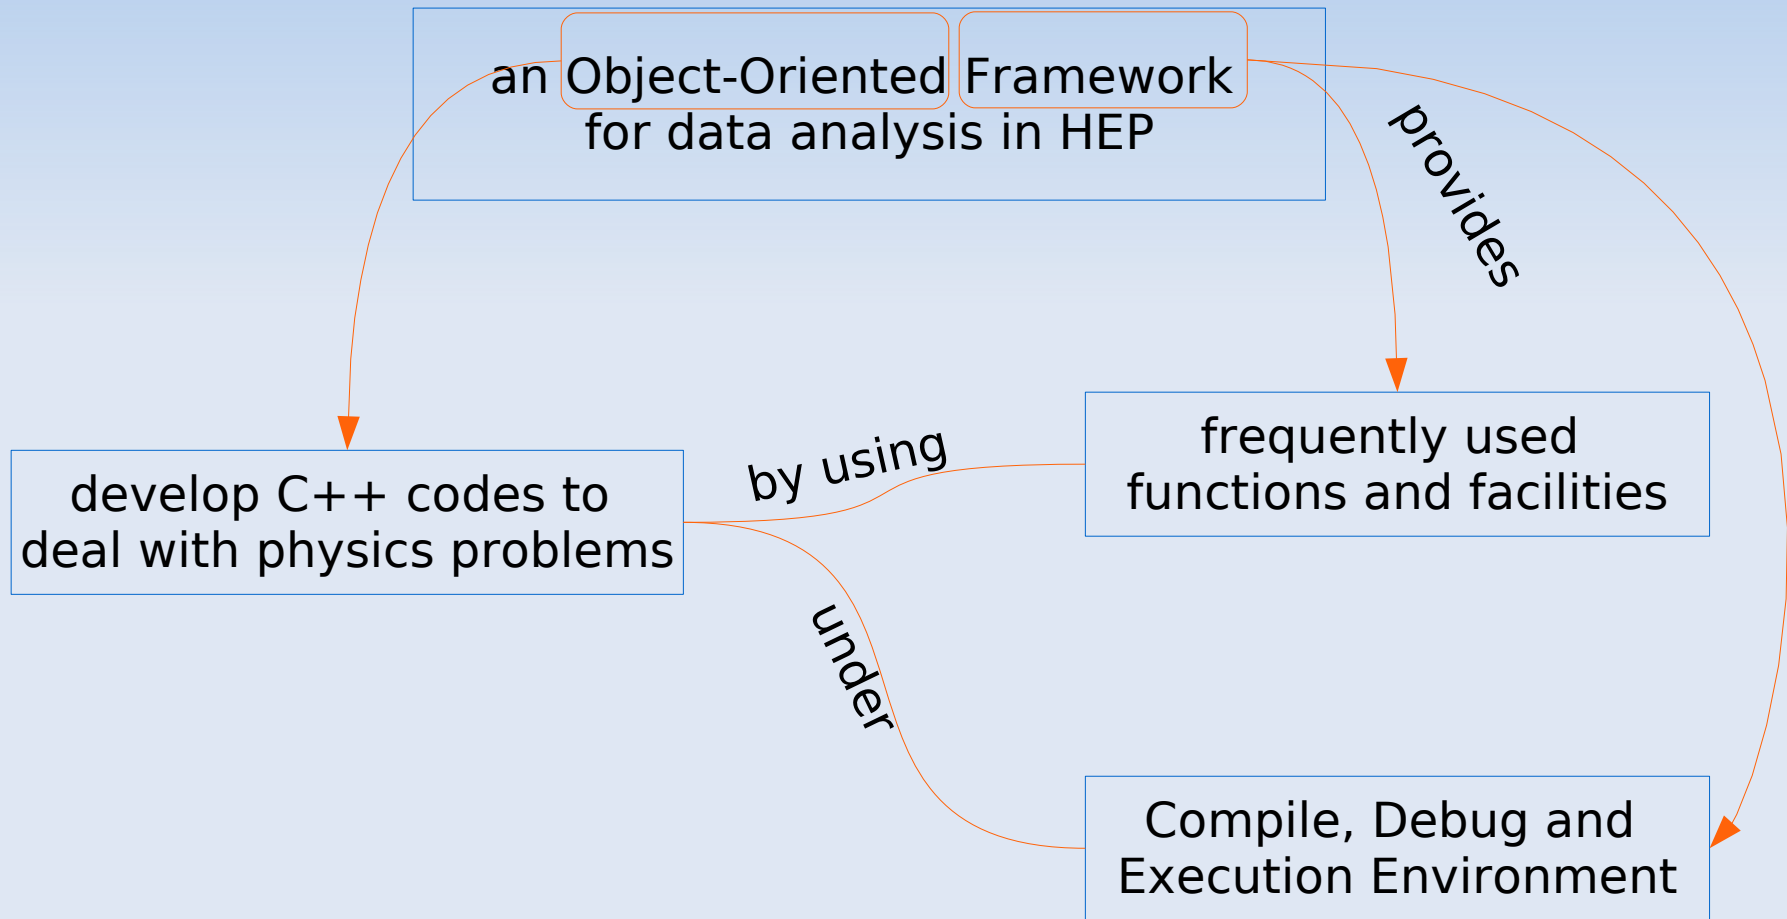 an Object-Oriented Framework
for data analysis in HEP
provides
frequently used
functions and facilities
by using
develop C++ codes to
deal with physics problems
under
Compile, Debug and
Execution Environment